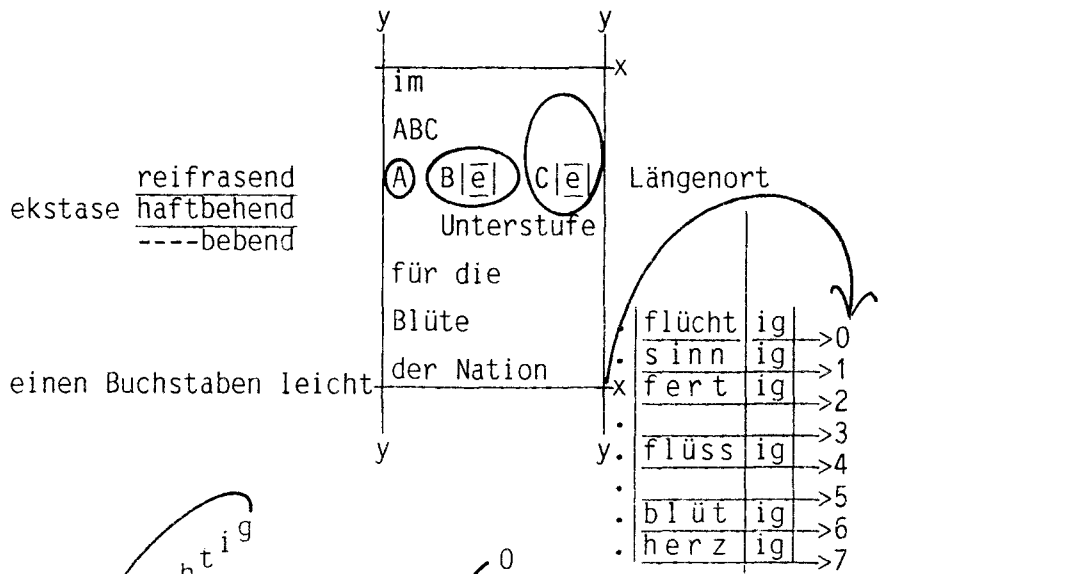 y y
x
im
ABC
reifrasend
A B|e| C|e| Längenort
ekstase haftbehend
----bebend
Unterstufe
für die
Blüte
der Nation
einen Buchstaben leicht x
y y
flücht ig >0
sinn ig >1
fert ig >2
>3
flüss ig >4
>5
blüt ig >6
herz ig >7
htig
0